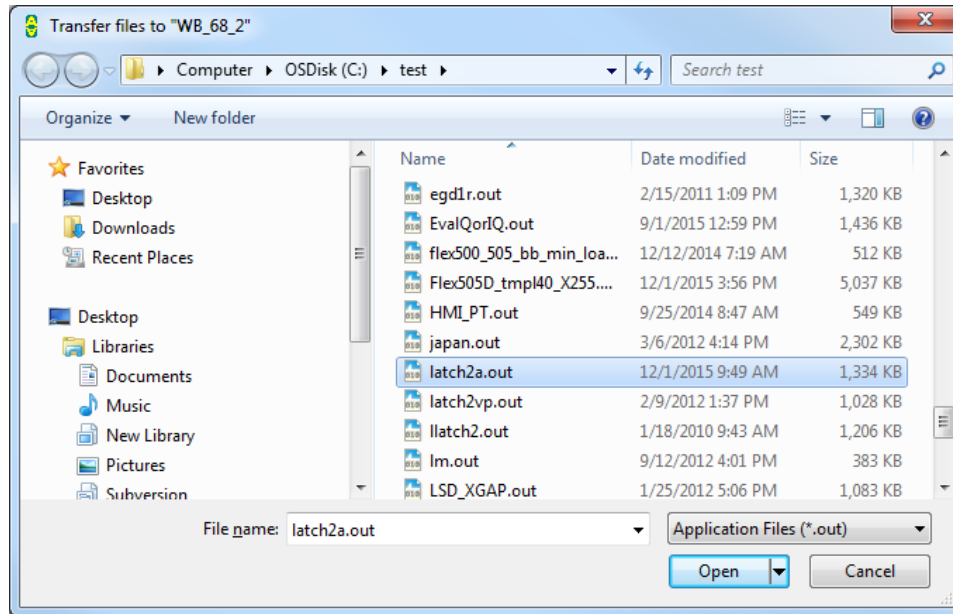 Transfer files to "WB_68_2"
Computer OSDisk (C:) test Search test
Organize New folder
Favorites
Desktop
Downloads
Recent Places
Desktop
Libraries
Documents
Music
New Library
Pictures
Subversion
Name Date modified Size
egd1r.out 2/15/2011 1:09 PM 1,320 KB
EvalQorIQ.out 9/1/2015 12:59 PM 1,436 KB
flex500_505_bb_min_loa... 12/12/2014 7:19 AM 512 KB
Flex505D_tmpl40_X255.... 12/1/2015 3:56 PM 5,037 KB
HMI_PT.out 9/25/2014 8:47 AM 549 KB
japan.out 3/6/2012 4:14 PM 2,302 KB
latch2a.out 12/1/2015 9:49 AM 1,334 KB
latch2vp.out 2/9/2012 1:37 PM 1,028 KB
llatch2.out 1/18/2010 9:43 AM 1,206 KB
lm.out 9/12/2012 4:01 PM 383 KB
LSD_XGAP.out 1/25/2012 5:06 PM 1,083 KB
File name: latch2a.out Application Files (*.out)
Open Cancel